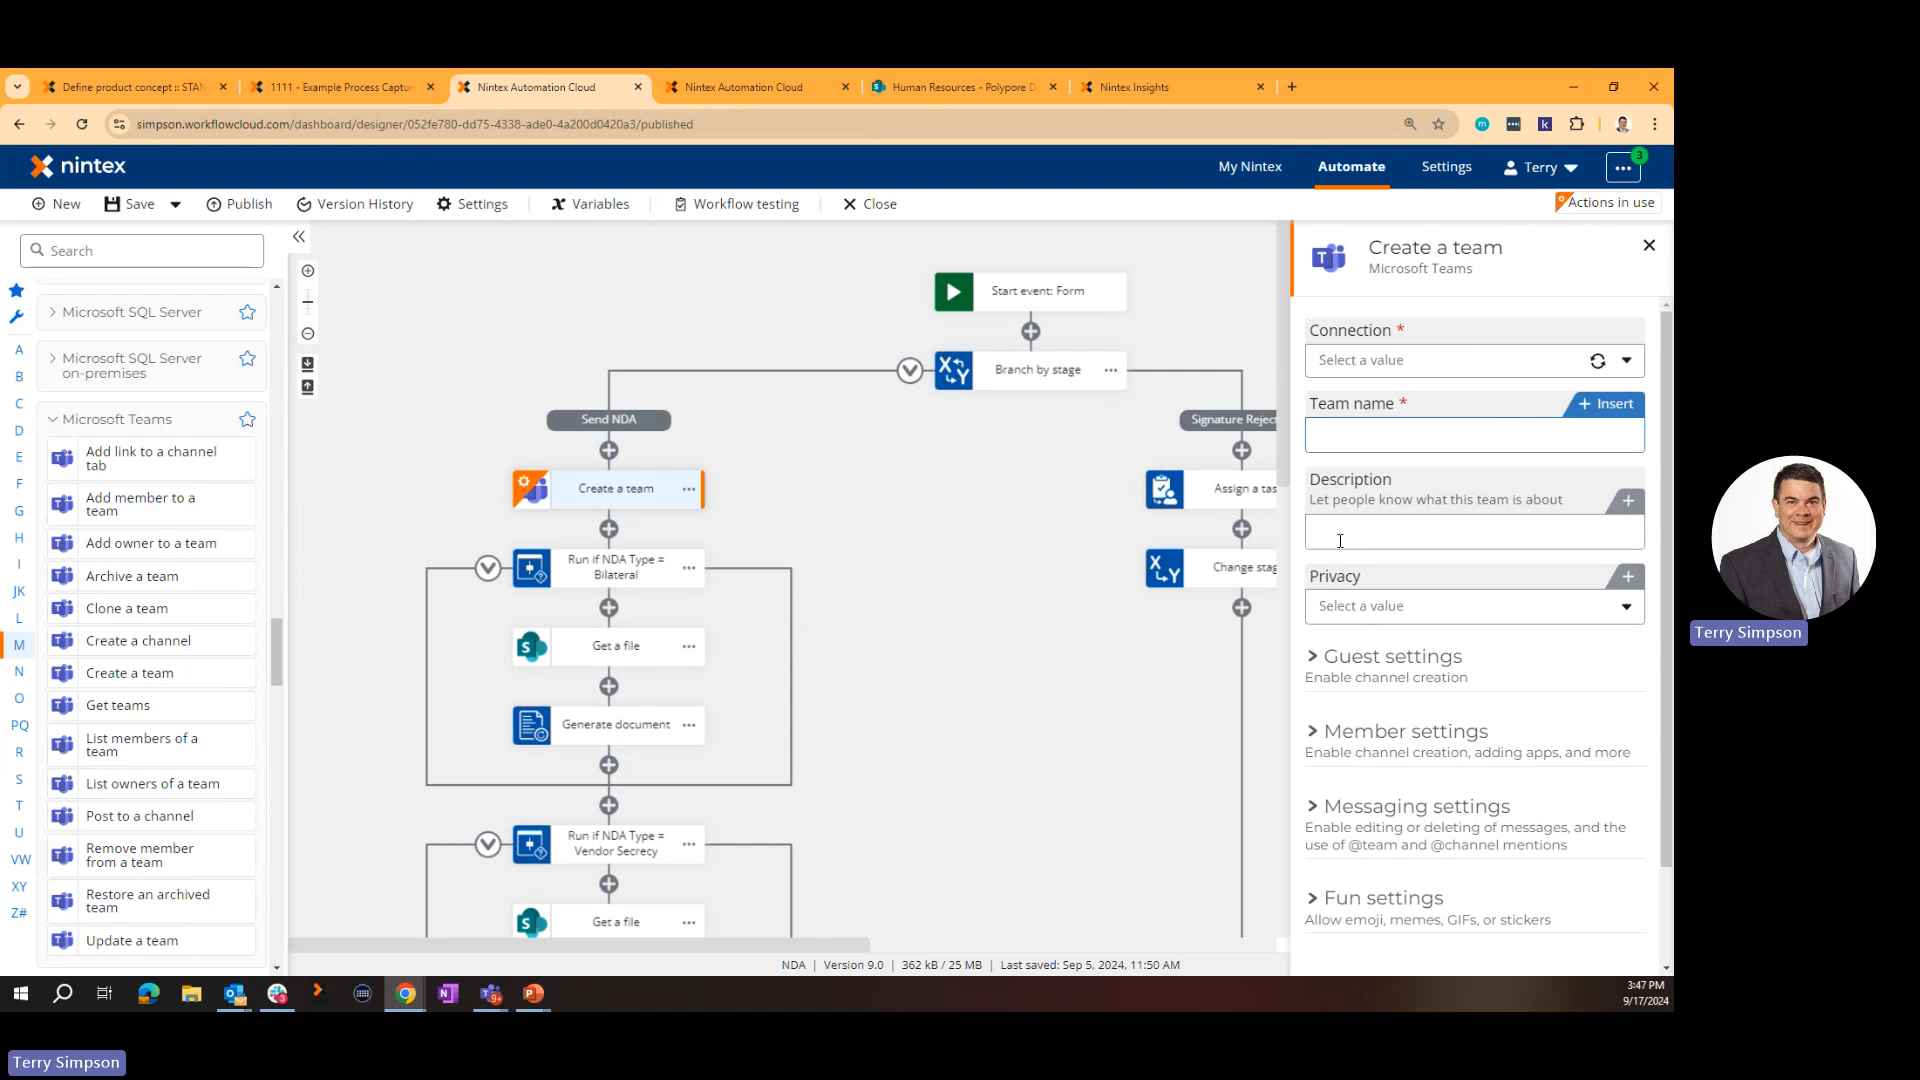 Define product concept :: STAN
1111 - Example Process Captur
Nintex Automation Cloud
Nintex Automation Cloud
Human Resources - Polypore D
Nintex Insights
simpson.workflowcloud.com/dashboard/designer/052fe780-dd75-4338-ade0-4a200d0420a3/published
nintex
My Nintex
Automate
Settings
Terry
3
New
Save
Publish
Version History
Settings
Variables
Workflow testing
Close
Actions in use
Search
A
B
C
D
E
F
G
H
I
JK
L
M
N
O
PQ
R
S
T
U
VW
XY
Z#
Microsoft SQL Server
Microsoft SQL Server
on-premises
Microsoft Teams
Add link to a channel
tab
Add member to a
team
Add owner to a team
Archive a team
Clone a team
Create a channel
Create a team
Get teams
List members of a
team
List owners of a team
Post to a channel
Remove member
from a team
Restore an archived
team
Update a team
Start event: Form
Branch by stage
Send NDA
Create a team
Run if NDA Type =
Bilateral
Get a file
Generate document
Run if NDA Type =
Vendor Secrecy
Get a file
Signature Reject
Assign a tas
Change stag
NDA | Version 9.0 | 362 kB / 25 MB | Last saved: Sep 5, 2024, 11:50 AM
Create a team
Microsoft Teams
Connection *
Select a value
Team name *
+ Insert
Description
Let people know what this team is about
Privacy
Select a value
Guest settings
Enable channel creation
Member settings
Enable channel creation, adding apps, and more
Messaging settings
Enable editing or deleting of messages, and the
use of @team and @channel mentions
Fun settings
Allow emoji, memes, GIFs, or stickers
3:47 PM
9/17/2024
Terry Simpson
Terry Simpson